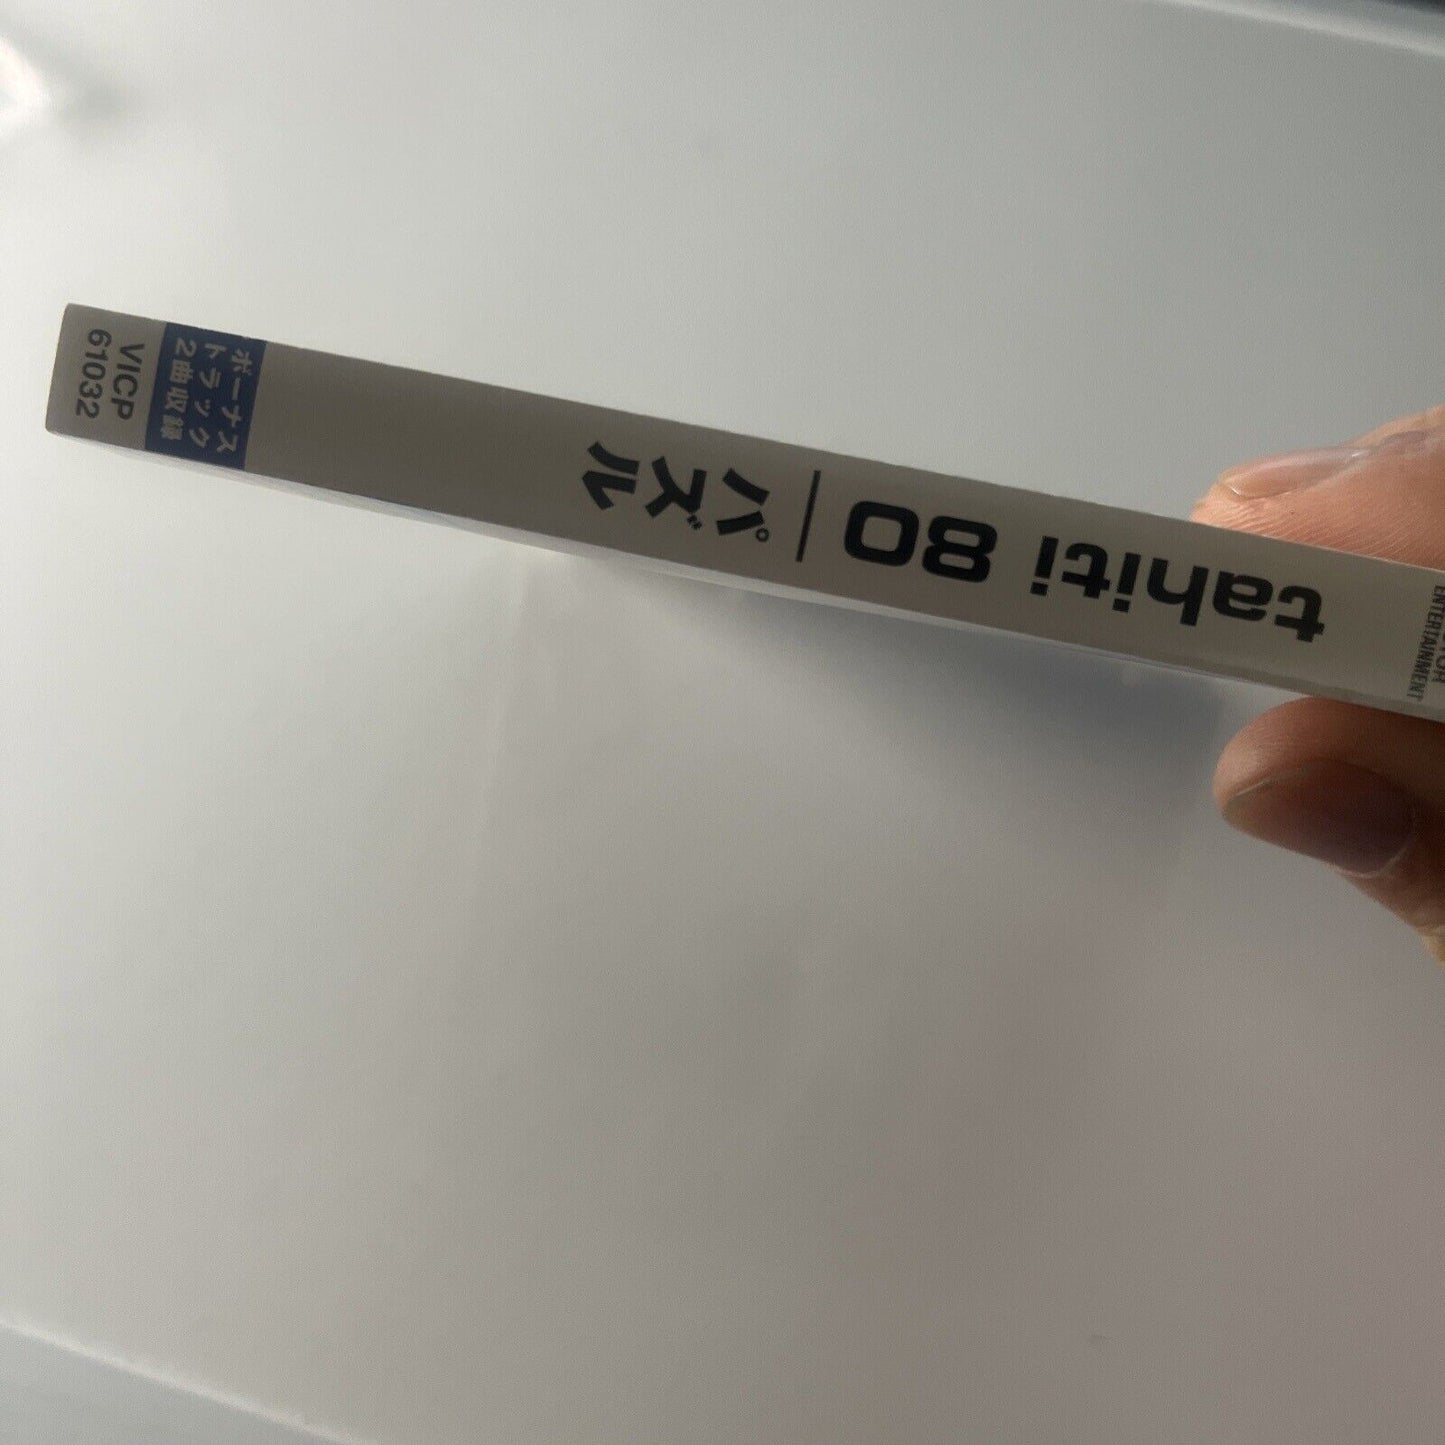 ENTERTAINMENT
tahiti 80 | パズル
ボーナス
トラック
2曲収録
VICP
61032